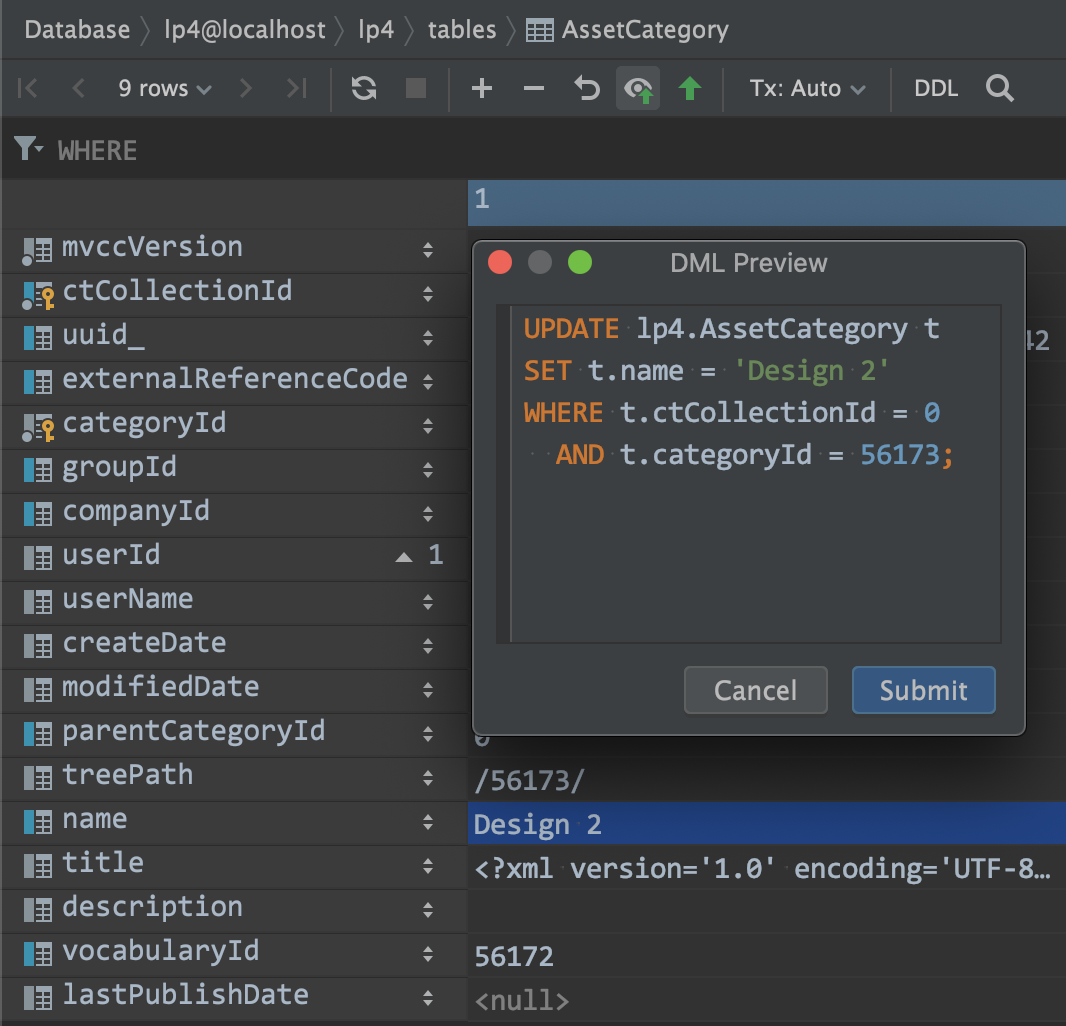 Database 〉 lp4@localhost 〉 lp4 〉 tables 〉 AssetCategory
9 rows Tx: Auto DDL
WHERE
1
mvccVersion
ctCollectionId
uuid_
externalReferenceCode
categoryId
groupId
companyId
userId 1
userName
createDate
modifiedDate
parentCategoryId
treePath /56173/
name Design 2
title <?xml version='1.0' encoding='UTF-8…
description
vocabularyId 56172
lastPublishDate <null>
DML Preview
UPDATE lp4.AssetCategory t
SET t.name = 'Design 2'
WHERE t.ctCollectionId = 0
AND t.categoryId = 56173;
Cancel Submit